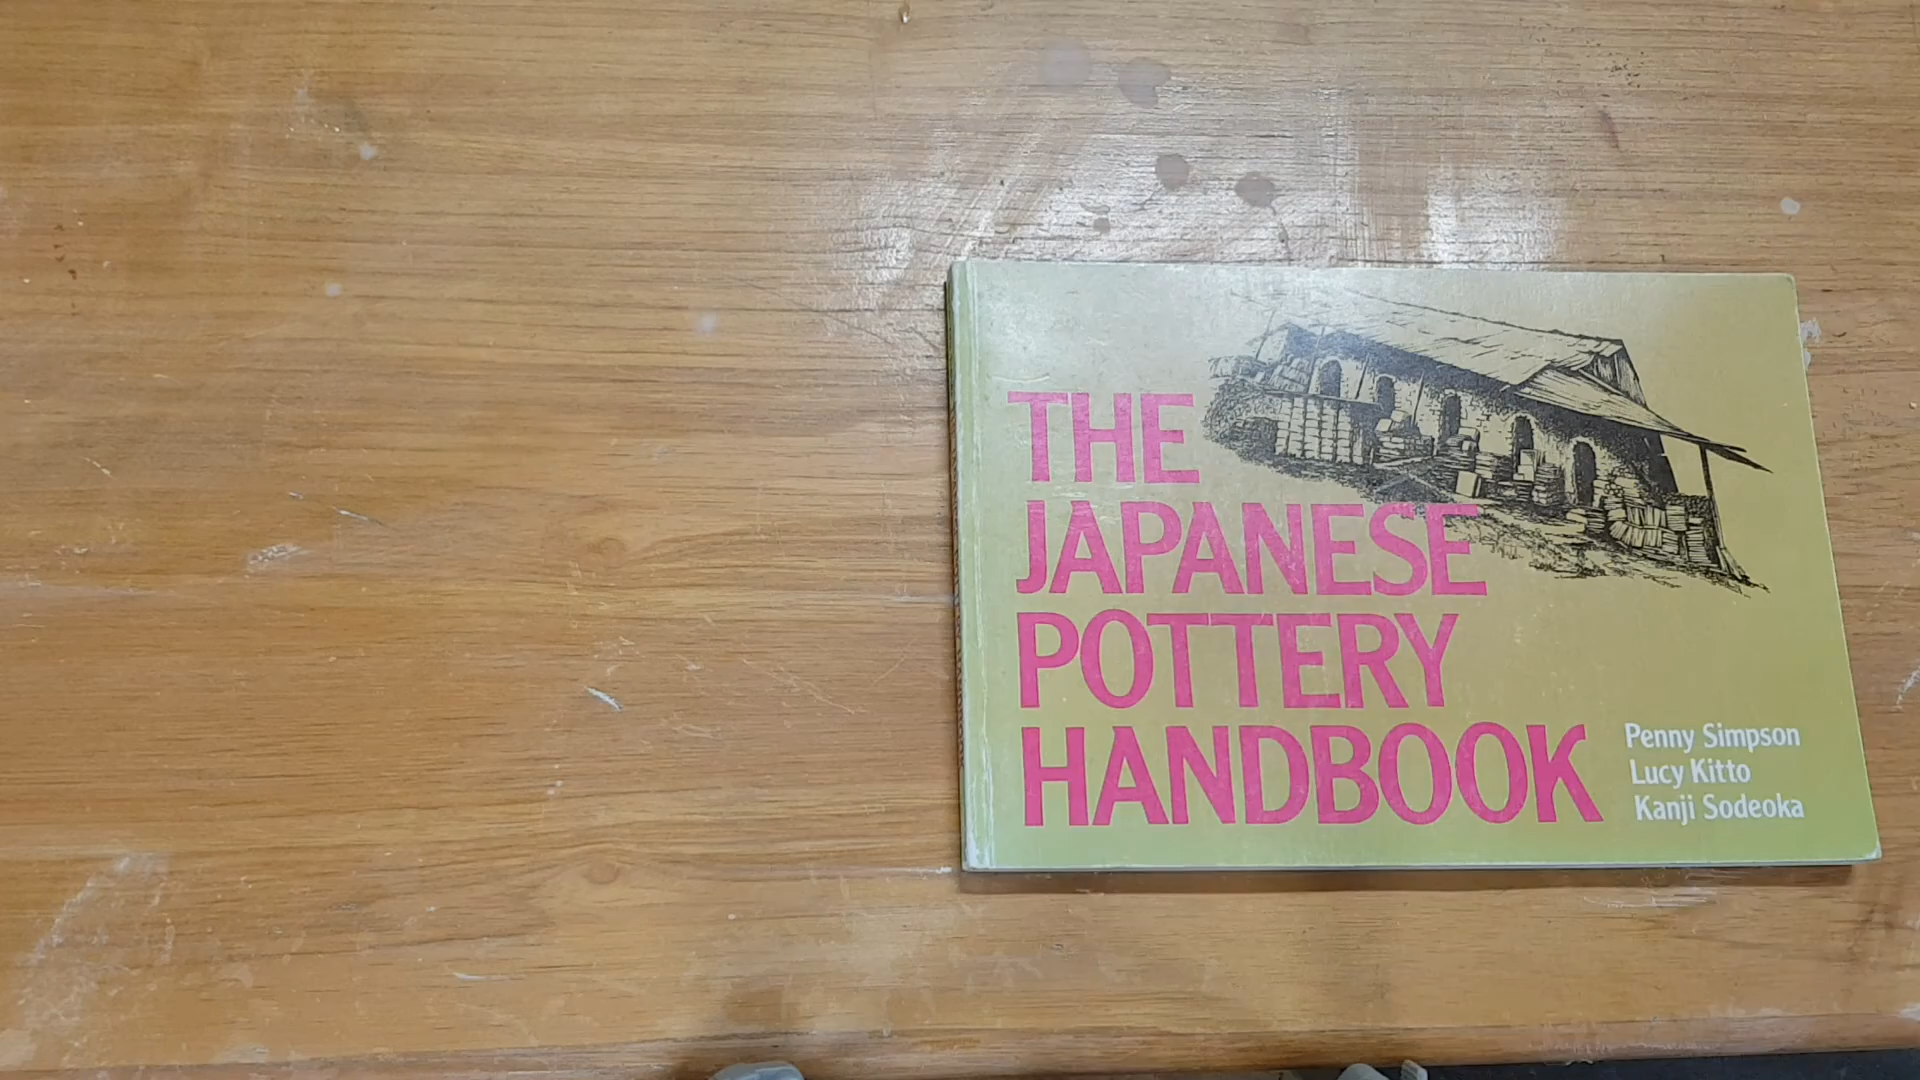 THE
JAPANESE
POTTERY
HANDBOOK
Penny Simpson
Lucy Kitto
Kanji Sodeoka